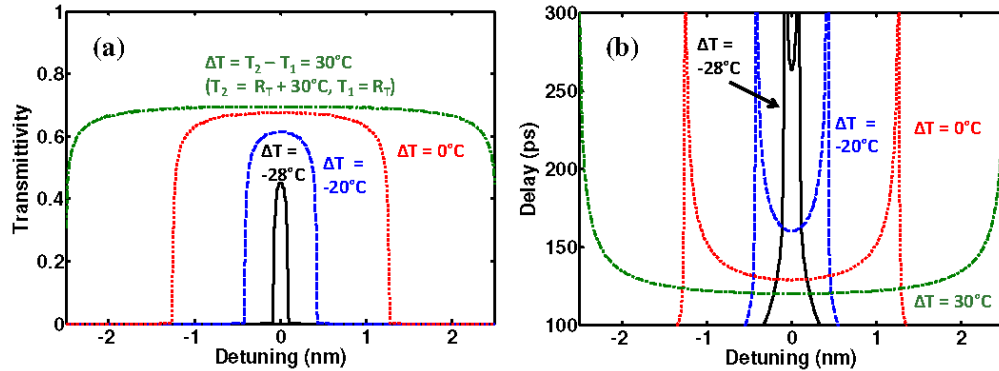 (a)
ΔT = T₂ – T₁ = 30°C
(T₂ = R_T + 30°C, T₁ = R_T)
ΔT =
-28°C
ΔT =
-20°C
ΔT = 0°C
1
0.8
0.6
0.4
0.2
0
Transmittivity
-2
-1
0
1
2
Detuning (nm)
(b)
ΔT =
-28°C
ΔT =
-20°C
ΔT = 0°C
ΔT = 30°C
300
250
200
150
100
Delay (ps)
-2
-1
0
1
2
Detuning (nm)